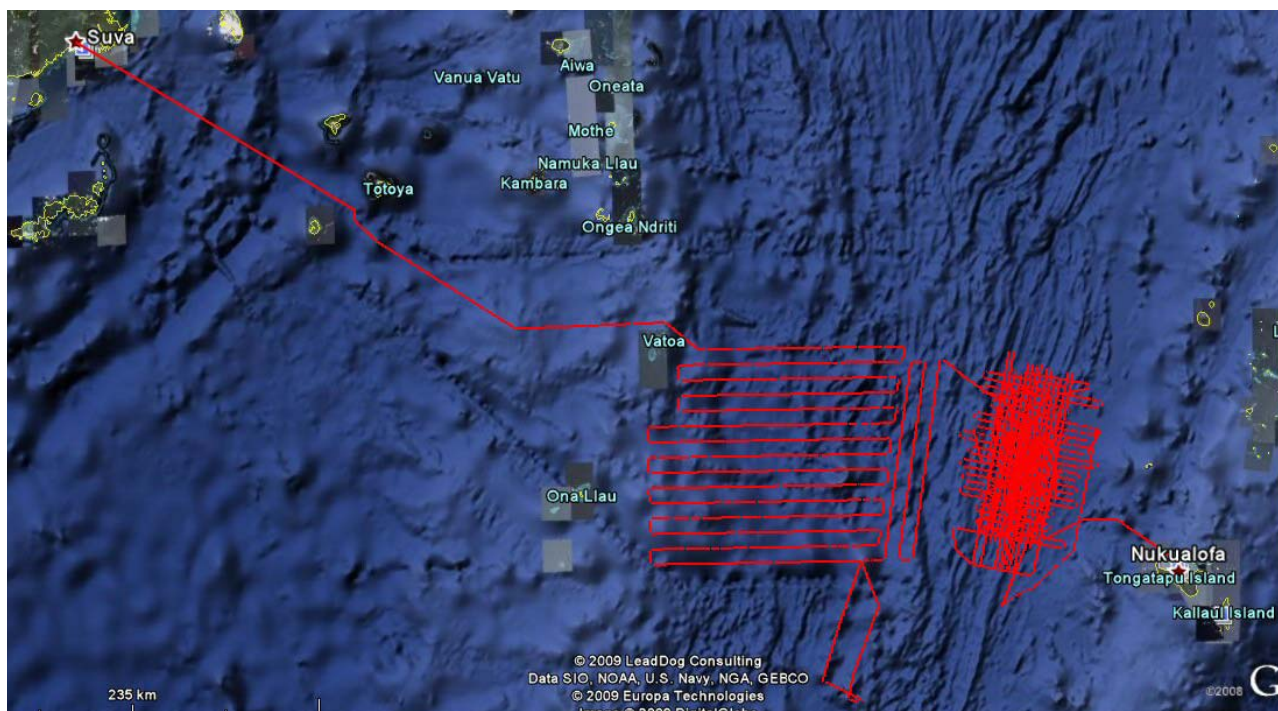 Suva
Aiwa
Vanua Vatu
Oneata
Mothe
Namuka Llau
Kambara
Totoya
Ongea Ndriti
Vatoa
Ona Llau
Nukualofa
Tongatapu Island
Kallaul Island
© 2009 LeadDog Consulting
Data SIO, NOAA, U.S. Navy, NGA, GEBCO
© 2009 Europa Technologies
235 km
©2008 G